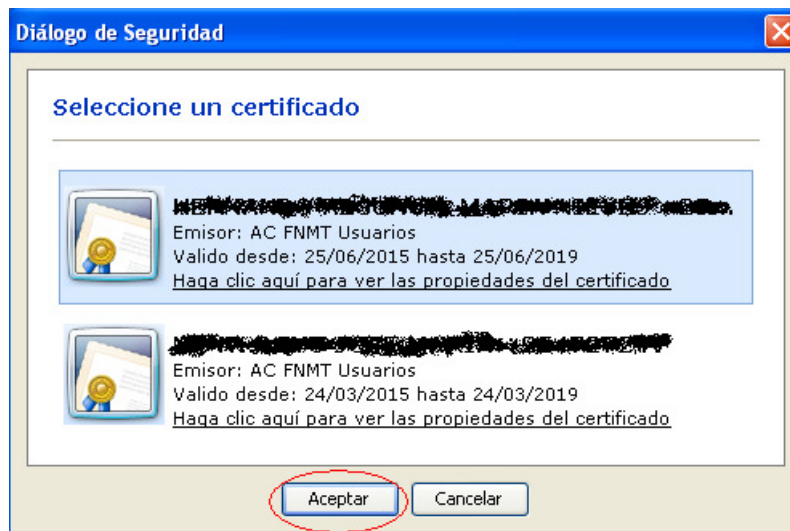 Diálogo de Seguridad
Seleccione un certificado
Emisor: AC FNMT Usuarios
Valido desde: 25/06/2015 hasta 25/06/2019
Haga clic aquí para ver las propiedades del certificado
Emisor: AC FNMT Usuarios
Valido desde: 24/03/2015 hasta 24/03/2019
Haga clic aquí para ver las propiedades del certificado
Aceptar
Cancelar